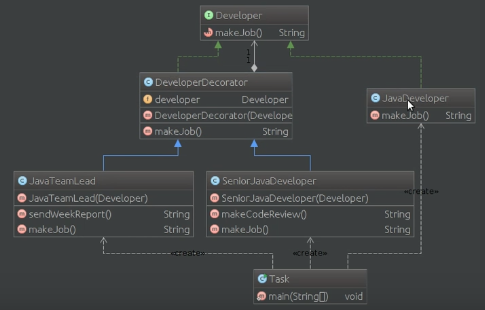 Developer
makeJob() String
1
1
DeveloperDecorator
developer Developer
DeveloperDecorator(Develope
makeJob() String
JavaDeveloper
makeJob() String
JavaTeamLead
JavaTeamLead(Developer)
sendWeekReport() String
makeJob() String
SeniorJavaDeveloper
SeniorJavaDeveloper(Developer)
makeCodeReview() String
makeJob() String
«create»
«create»
«create»
Task
main(String[]) void